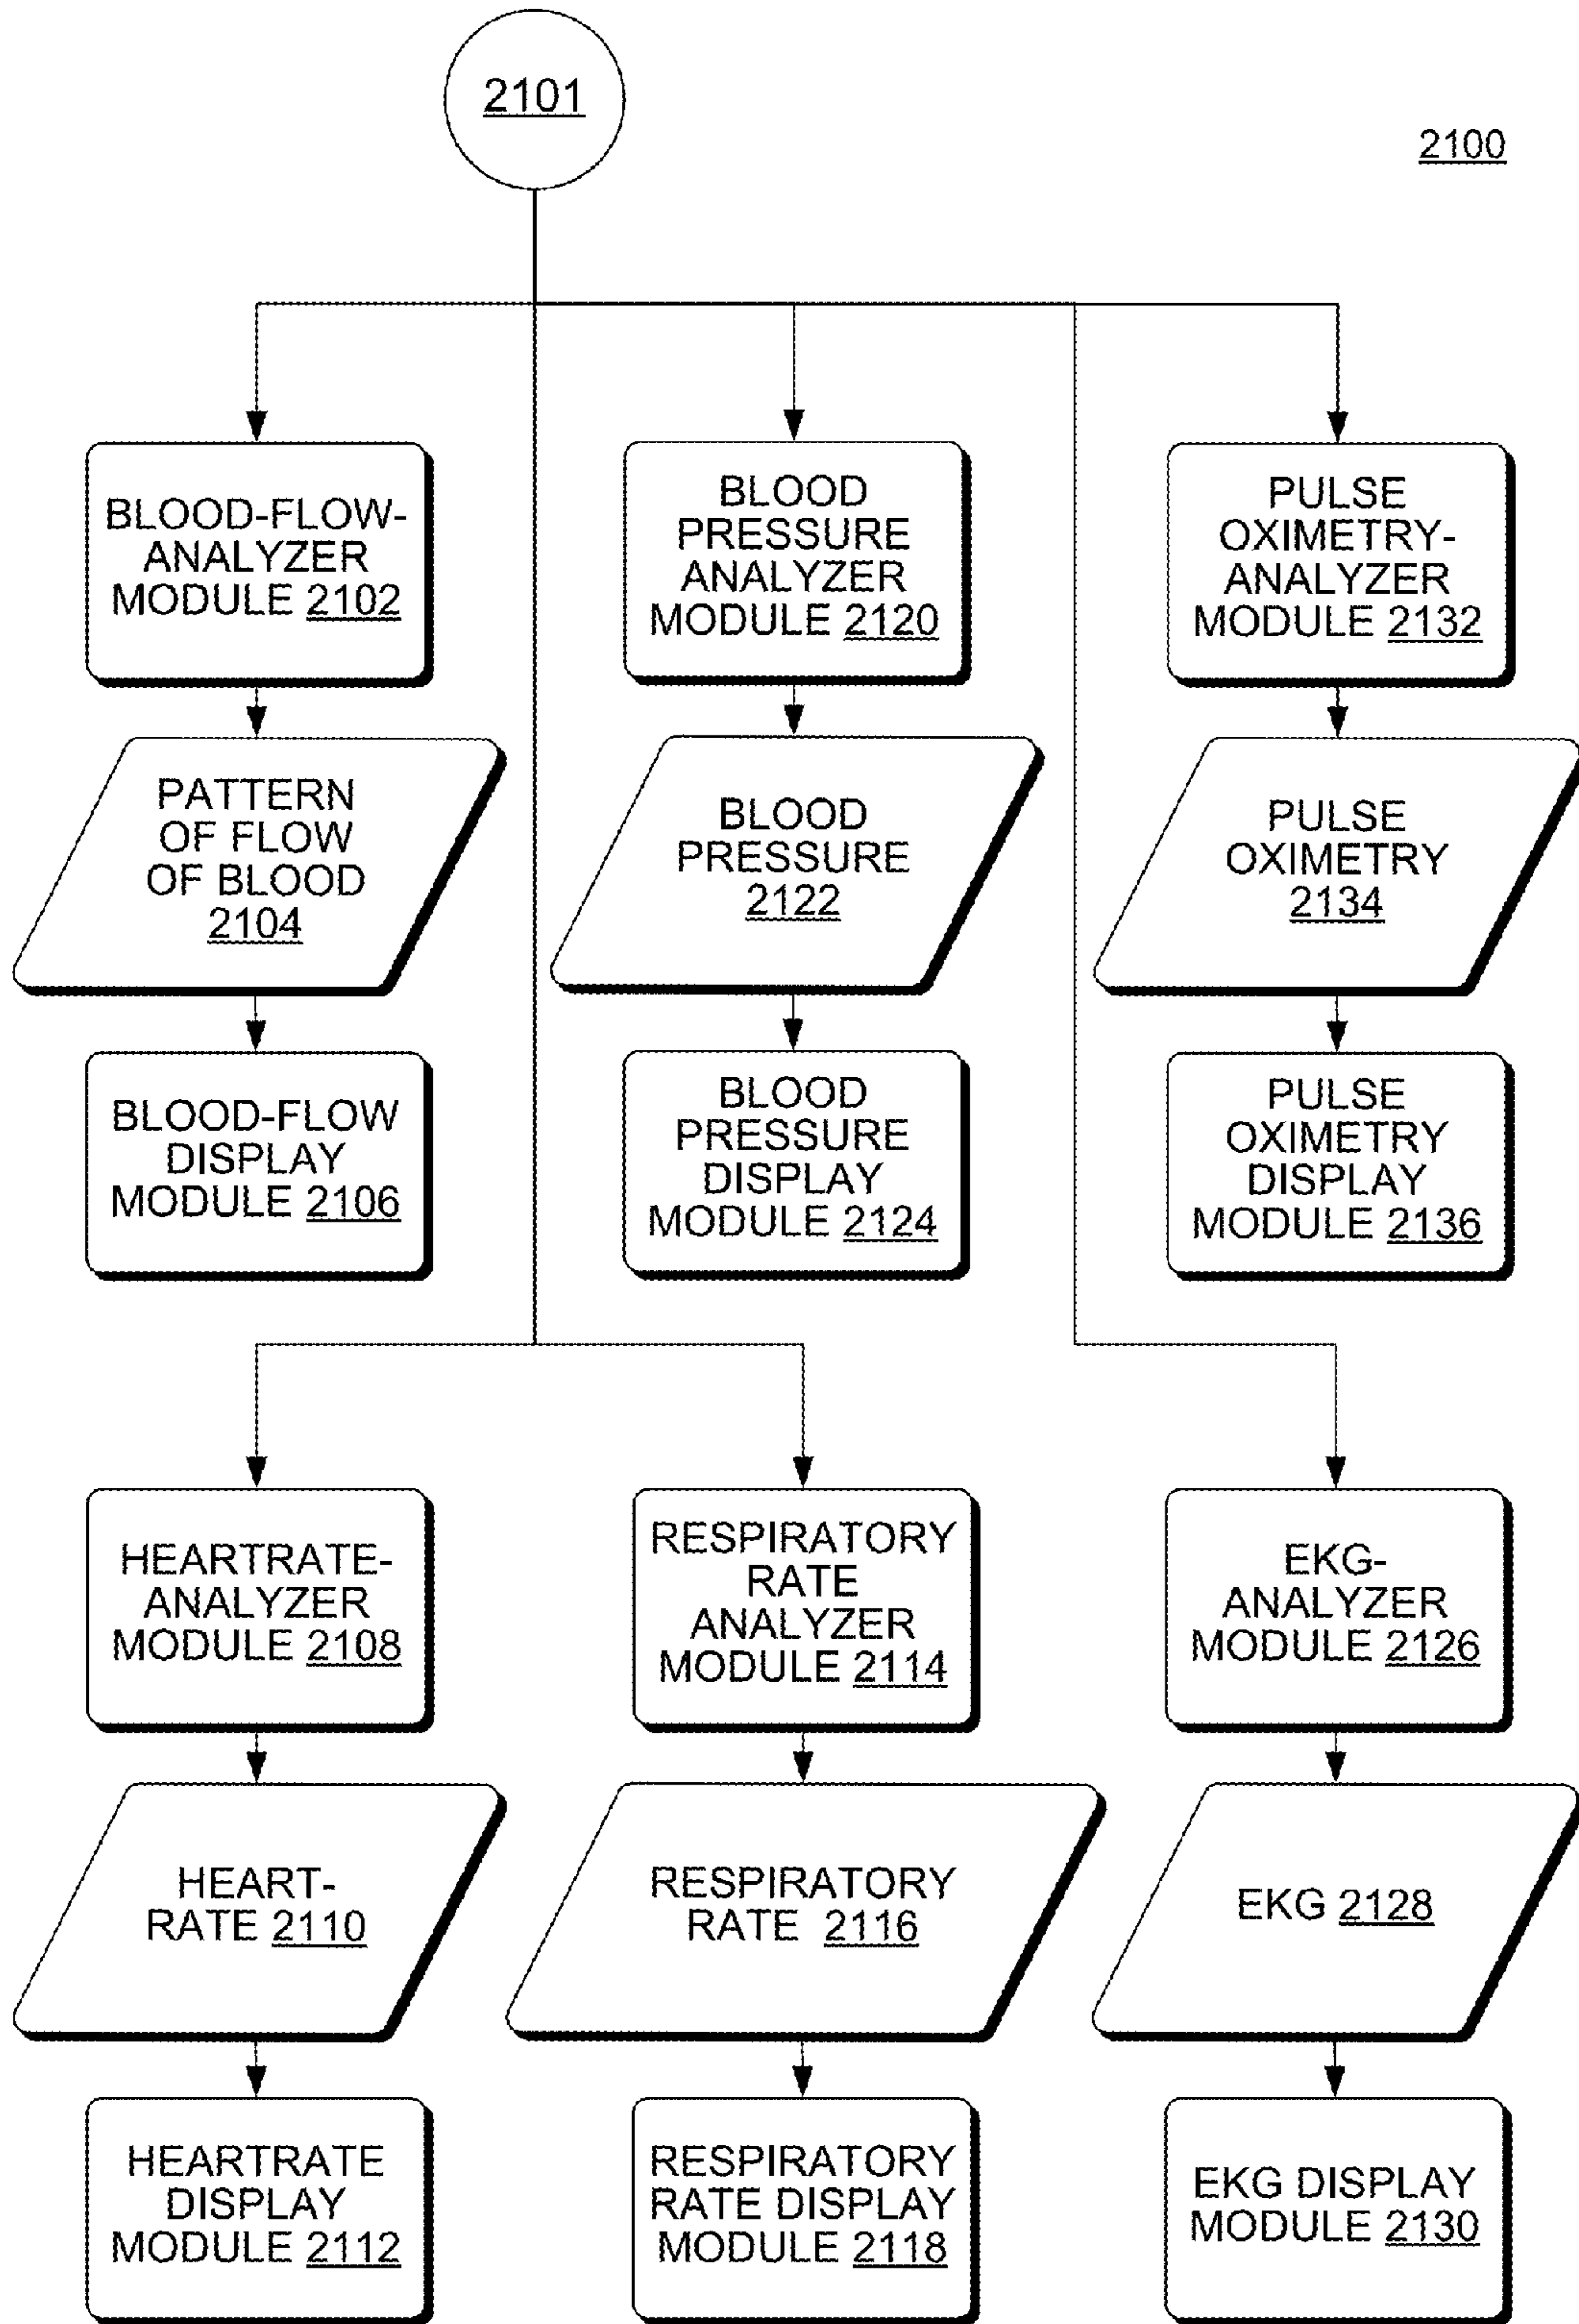 2101
2100
BLOOD-FLOW-
ANALYZER
MODULE 2102
BLOOD
PRESSURE
ANALYZER
MODULE 2120
PULSE
OXIMETRY-
ANALYZER
MODULE 2132
PATTERN
OF FLOW
OF BLOOD
2104
BLOOD
PRESSURE
2122
PULSE
OXIMETRY
2134
BLOOD-FLOW
DISPLAY
MODULE 2106
BLOOD
PRESSURE
DISPLAY
MODULE 2124
PULSE
OXIMETRY
DISPLAY
MODULE 2136
HEARTRATE-
ANALYZER
MODULE 2108
RESPIRATORY
RATE
ANALYZER
MODULE 2114
EKG-
ANALYZER
MODULE 2126
HEART-
RATE 2110
RESPIRATORY
RATE 2116
EKG 2128
HEARTRATE
DISPLAY
MODULE 2112
RESPIRATORY
RATE DISPLAY
MODULE 2118
EKG DISPLAY
MODULE 2130